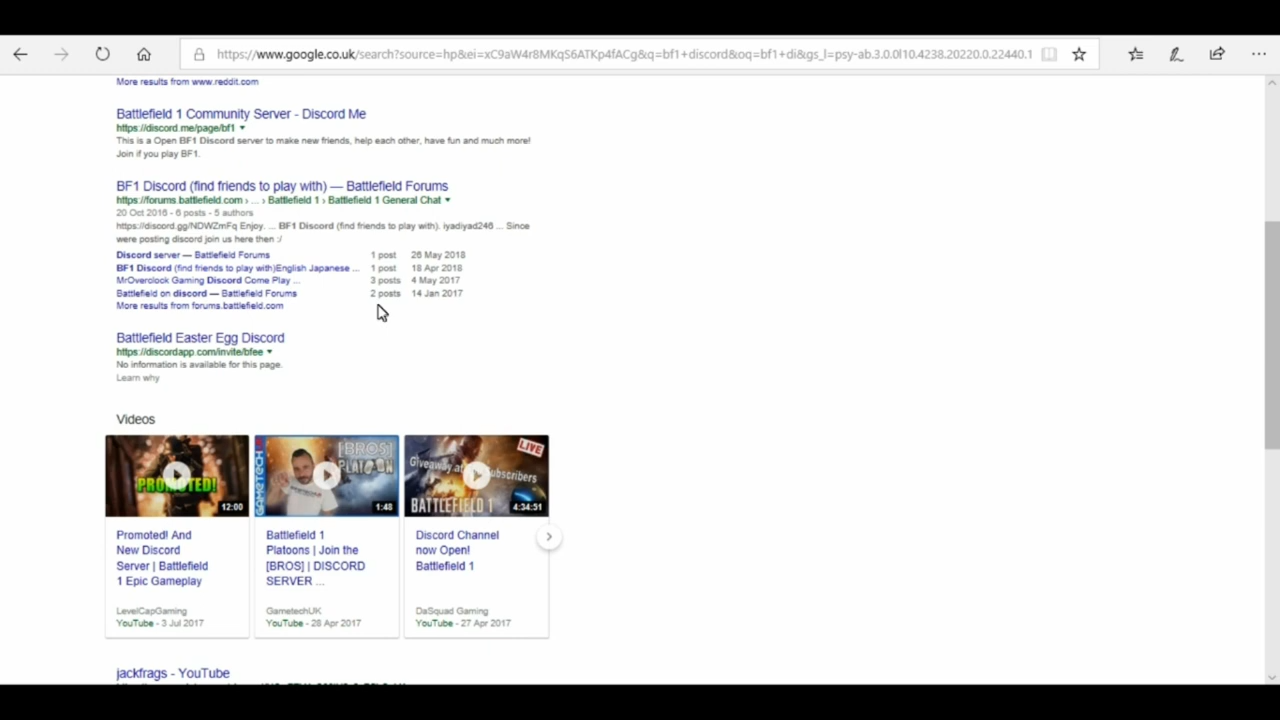 https://www.google.co.uk/search?source=hp&ei=xC9aW4r8MKqS6ATKp4fACg&q=bf1+discord&oq=bf1+di&gs_l=psy-ab.3.0.0l10.4238.20220.0.22440.1
More results from www.reddit.com
Battlefield 1 Community Server - Discord Me
https://discord.me/page/bf1
This is a Open BF1 Discord server to make new friends, help each other, have fun and much more!
Join if you play BF1.
BF1 Discord (find friends to play with) — Battlefield Forums
https://forums.battlefield.com › ... › Battlefield 1 › Battlefield 1 General Chat
20 Oct 2016 - 6 posts - 5 authors
https://discord.gg/NDWZmFq Enjoy. ... BF1 Discord (find friends to play with). iyadiyad246 ... Since
were posting discord join us here then :/
Discord server — Battlefield Forums 1 post 26 May 2018
BF1 Discord (find friends to play with)English Japanese ... 1 post 18 Apr 2018
MrOverclock Gaming Discord Come Play ... 3 posts 4 May 2017
Battlefield on discord — Battlefield Forums 2 posts 14 Jan 2017
More results from forums.battlefield.com
Battlefield Easter Egg Discord
https://discordapp.com/invite/bfee
No information is available for this page.
Learn why
Videos
PROMOTED!
12:00
GAMETECH
[BROS]
PLATOON
1:48
LIVE
Giveaway at Subscribers
BATTLEFIELD 1
4:34:51
Promoted! And
New Discord
Server | Battlefield
1 Epic Gameplay
LevelCapGaming
YouTube - 3 Jul 2017
Battlefield 1
Platoons | Join the
[BROS] | DISCORD
SERVER ...
GametechUK
YouTube - 28 Apr 2017
Discord Channel
now Open!
Battlefield 1
DaSquad Gaming
YouTube - 27 Apr 2017
jackfrags - YouTube